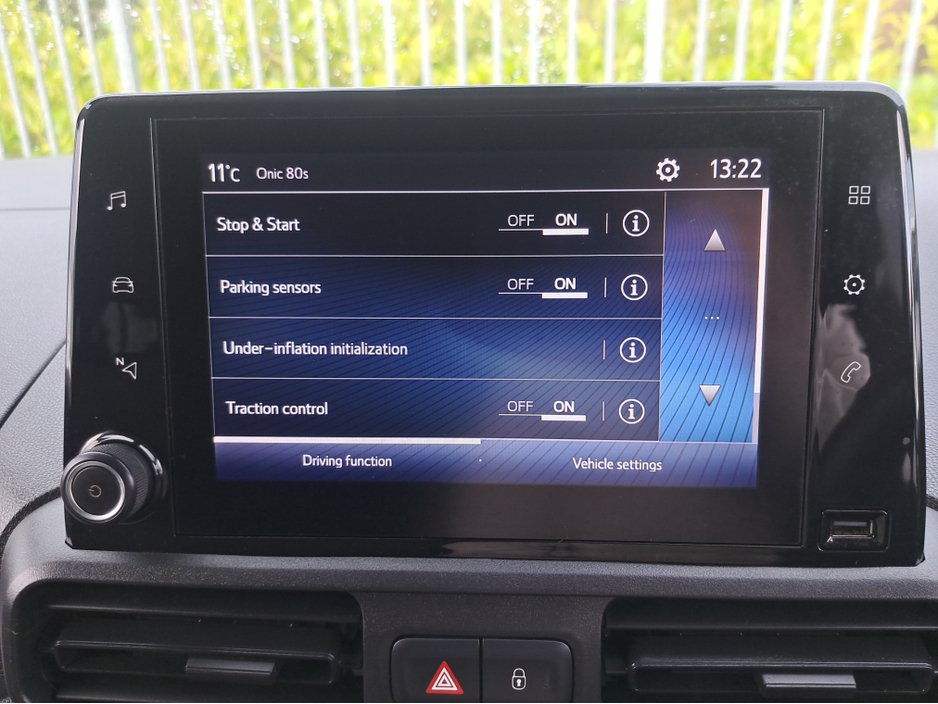 11°C Onic 80s 13:22
Stop & Start OFF ON i
Parking sensors OFF ON i
Under-inflation initialization i
N
Traction control OFF ON i
Driving function Vehicle settings